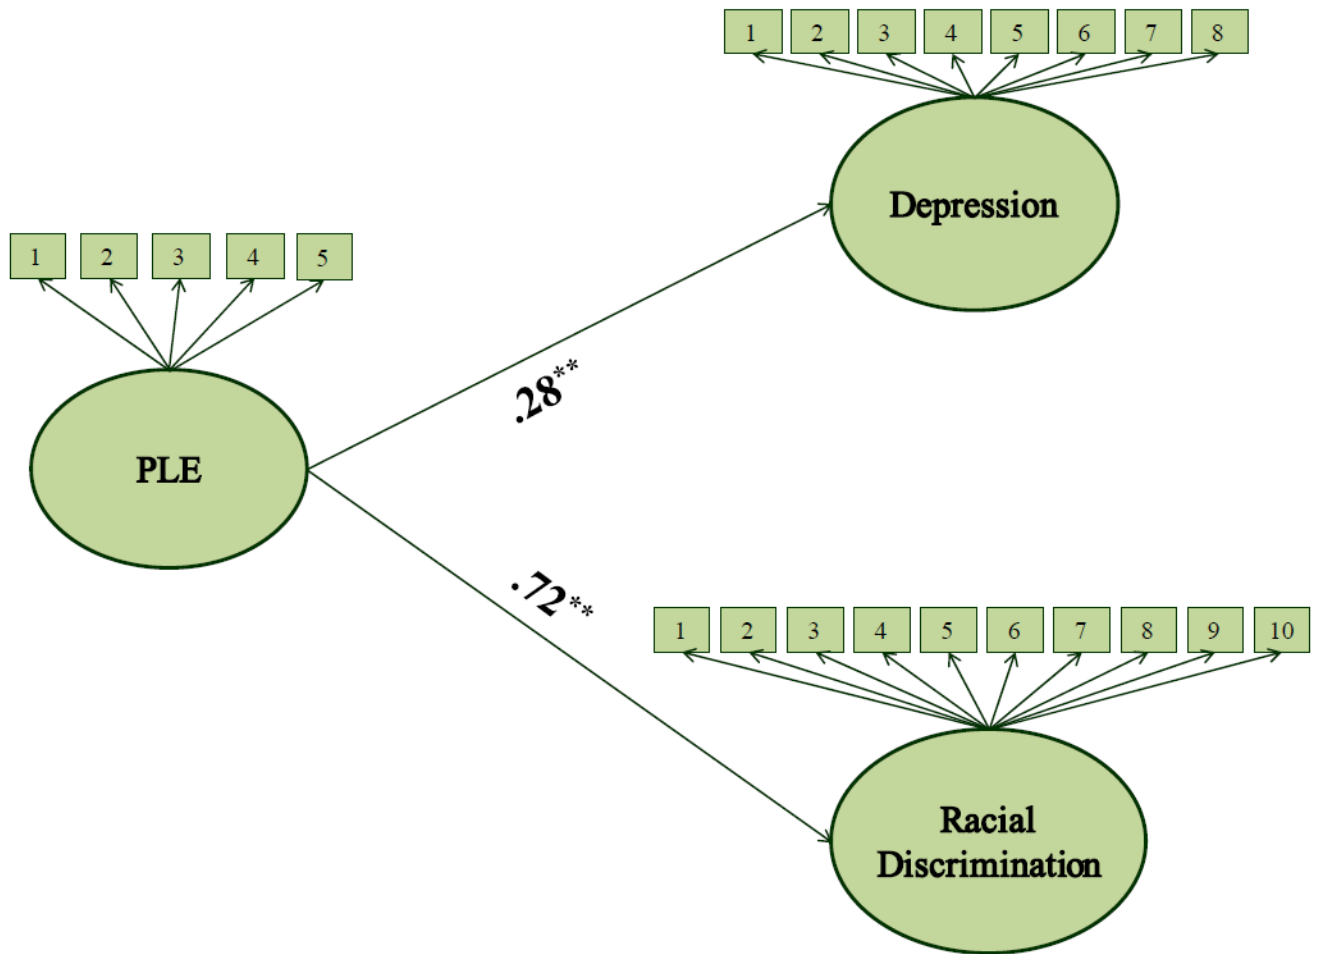 1 2 3 4 5 6 7 8
Depression
1 2 3 4 5
PLE
.28**
.72**
1 2 3 4 5 6 7 8 9 10
Racial
Discrimination